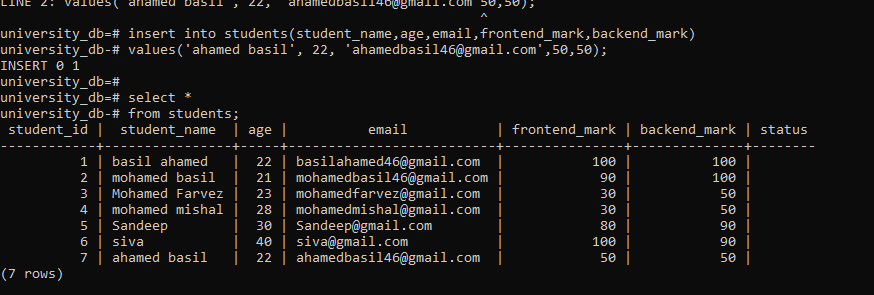 LINE 2: values('ahamed basil', 22, 'ahamedbasil46@gmail.com'50,50);
^
university_db=# insert into students(student_name,age,email,frontend_mark,backend_mark)
university_db-# values('ahamed basil', 22, 'ahamedbasil46@gmail.com',50,50);
INSERT 0 1
university_db=#
university_db=# select *
university_db-# from students;
student_id | student_name | age | email | frontend_mark | backend_mark | status
------------+----------------+-----+--------------------------+---------------+--------------+--------
1 | basil ahamed | 22 | basilahamed46@gmail.com | 100 | 100 |
2 | mohamed basil | 21 | mohamedbasil46@gmail.com | 90 | 100 |
3 | Mohamed Farvez | 23 | mohamedfarvez@gmail.com | 30 | 50 |
4 | mohamed mishal | 28 | mohamedmishal@gmail.com | 30 | 50 |
5 | Sandeep | 30 | Sandeep@gmail.com | 80 | 90 |
6 | siva | 40 | siva@gmail.com | 100 | 90 |
7 | ahamed basil | 22 | ahamedbasil46@gmail.com | 50 | 50 |
(7 rows)